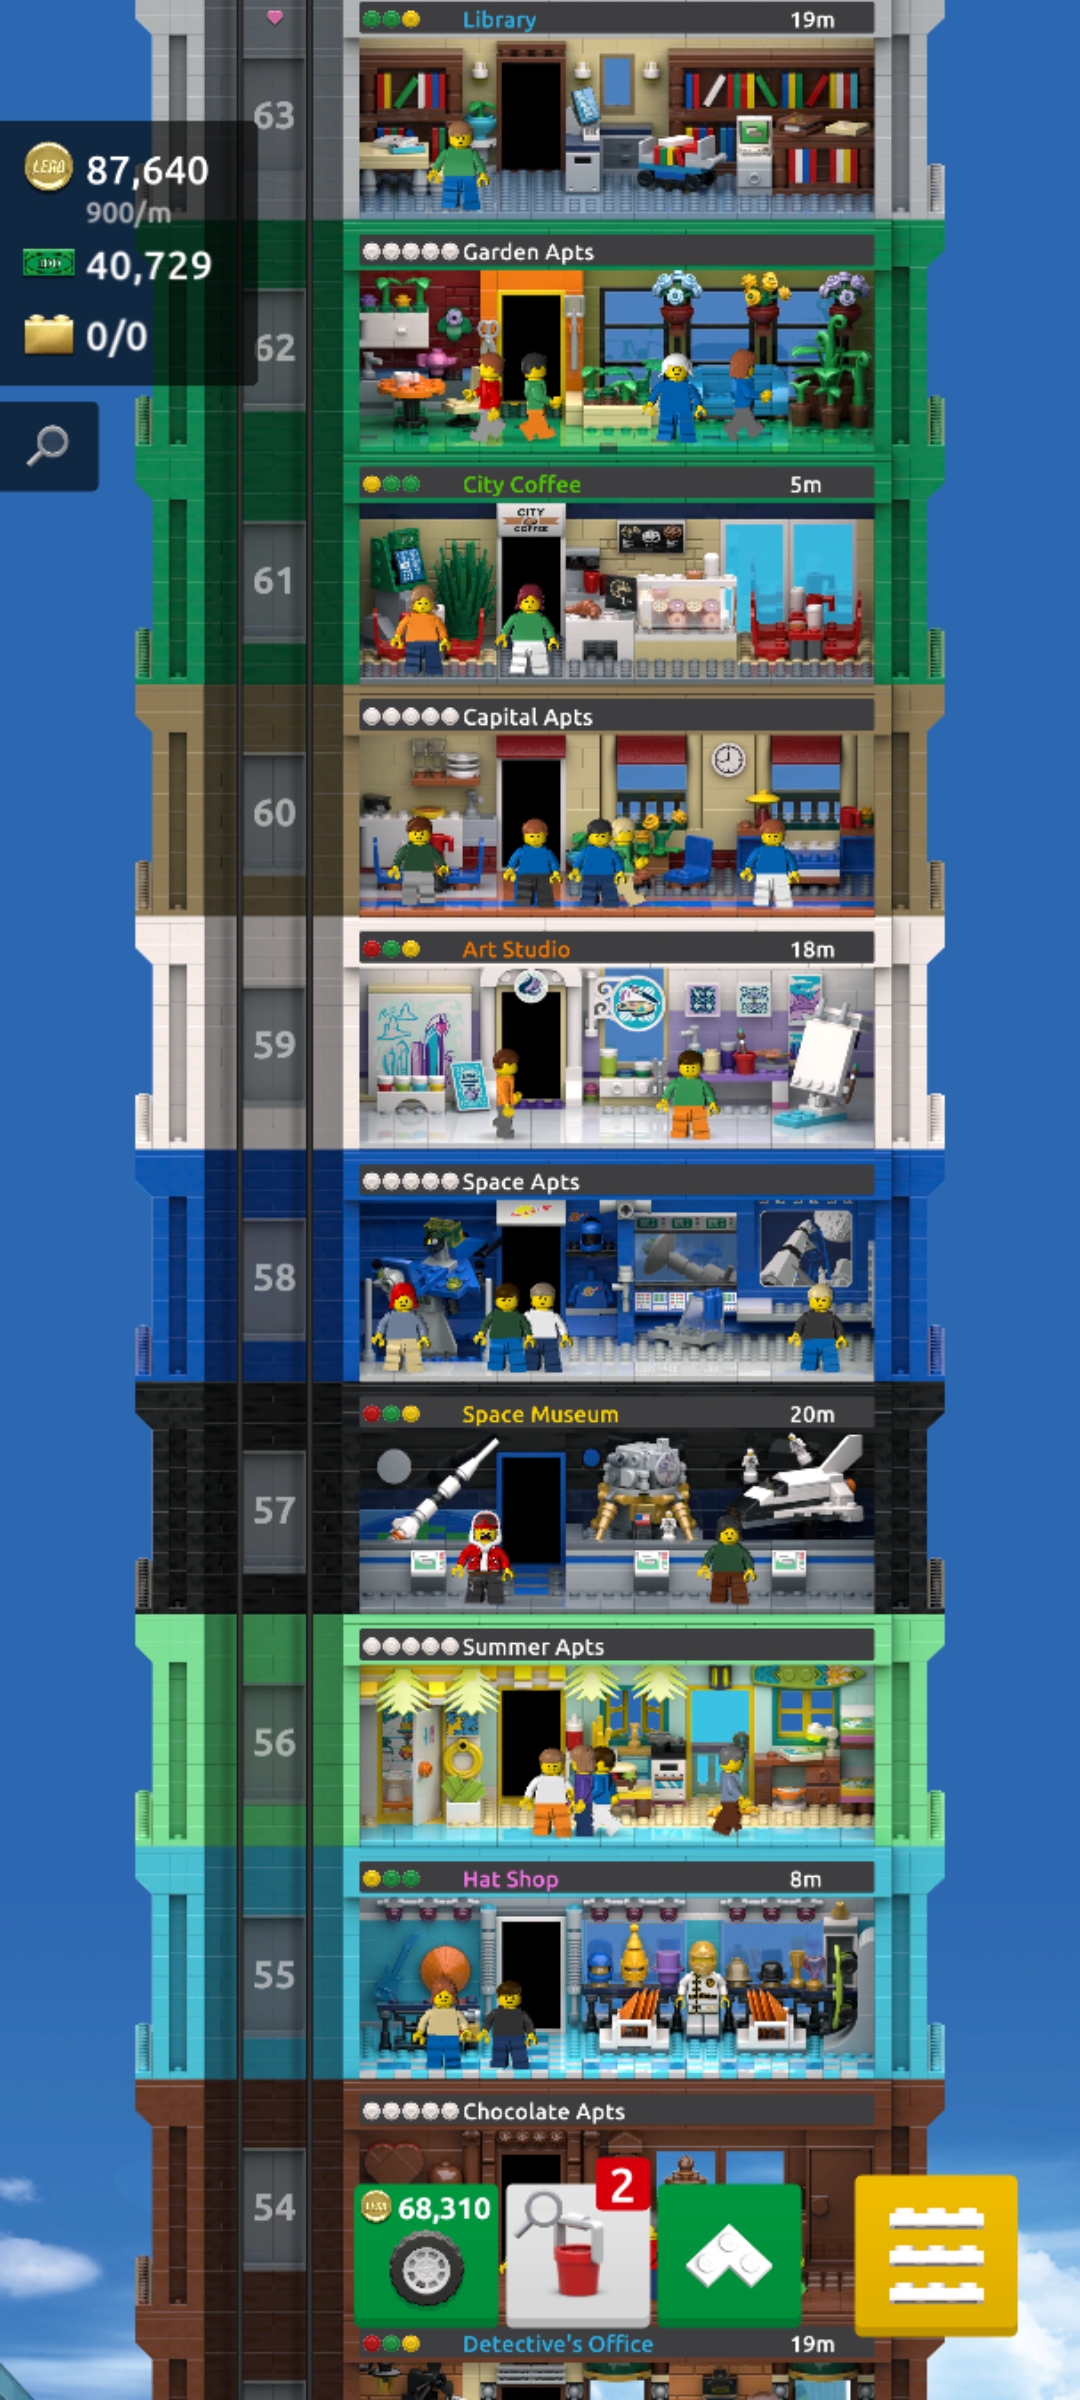 Library 19m
63
LEGO 87,640
900/m
40,729
0/0
Garden Apts
62
City Coffee 5m
CITY
COFFEE
61
Capital Apts
60
Art Studio 18m
59
Space Apts
58
Space Museum 20m
57
Summer Apts
56
Hat Shop 8m
55
Chocolate Apts
54
68,310
2
Detective's Office 19m